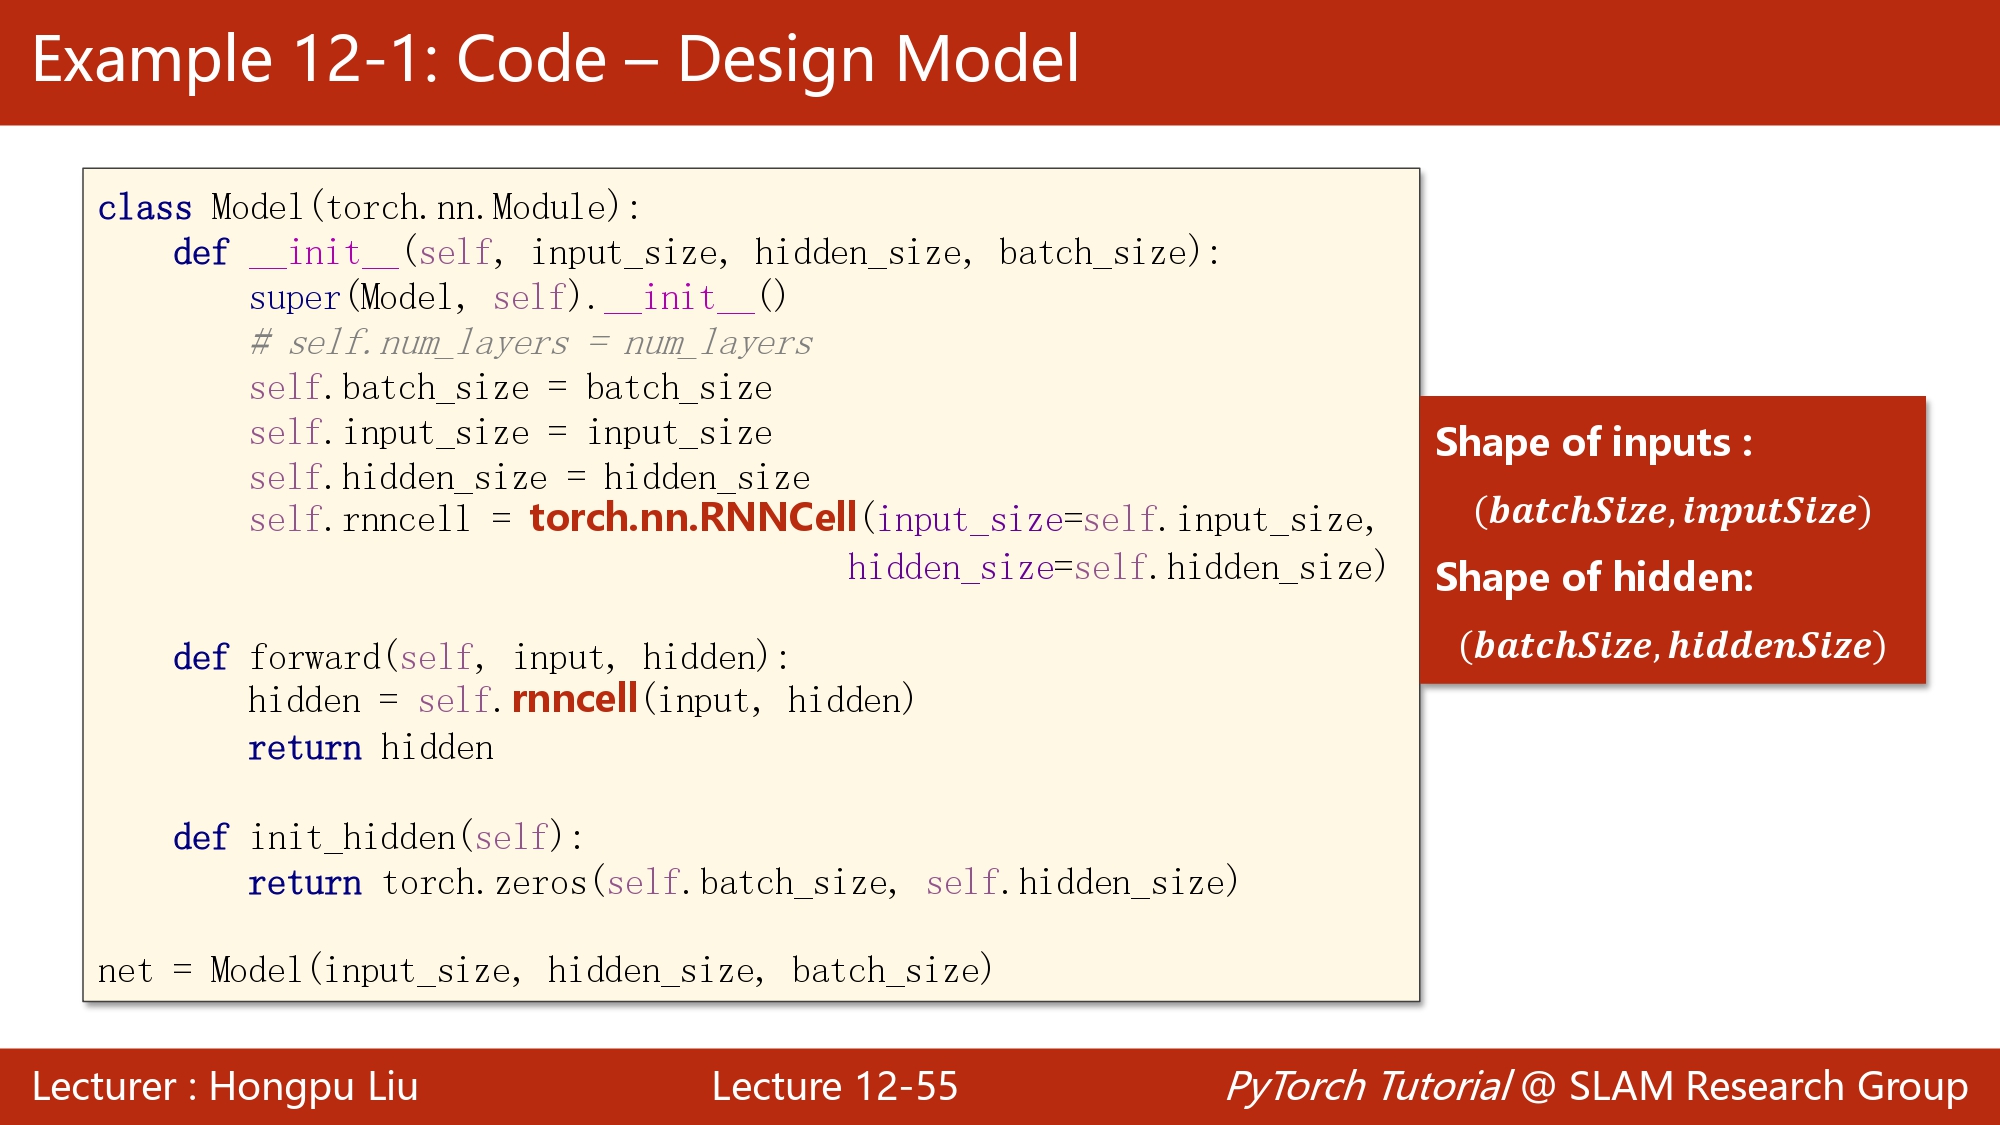 Example 12-1: Code – Design Model
class Model(torch.nn.Module):
    def __init__(self, input_size, hidden_size, batch_size):
        super(Model, self).__init__()
        # self.num_layers = num_layers
        self.batch_size = batch_size
        self.input_size = input_size
        self.hidden_size = hidden_size
        self.rnncell = torch.nn.RNNCell(input_size=self.input_size,
                                        hidden_size=self.hidden_size)
    def forward(self, input, hidden):
        hidden = self.rnncell(input, hidden)
        return hidden
    def init_hidden(self):
        return torch.zeros(self.batch_size, self.hidden_size)
net = Model(input_size, hidden_size, batch_size)
Shape of inputs :
(batchSize, inputSize)
Shape of hidden:
(batchSize, hiddenSize)
Lecturer : Hongpu Liu
Lecture 12-55
PyTorch Tutorial @ SLAM Research Group